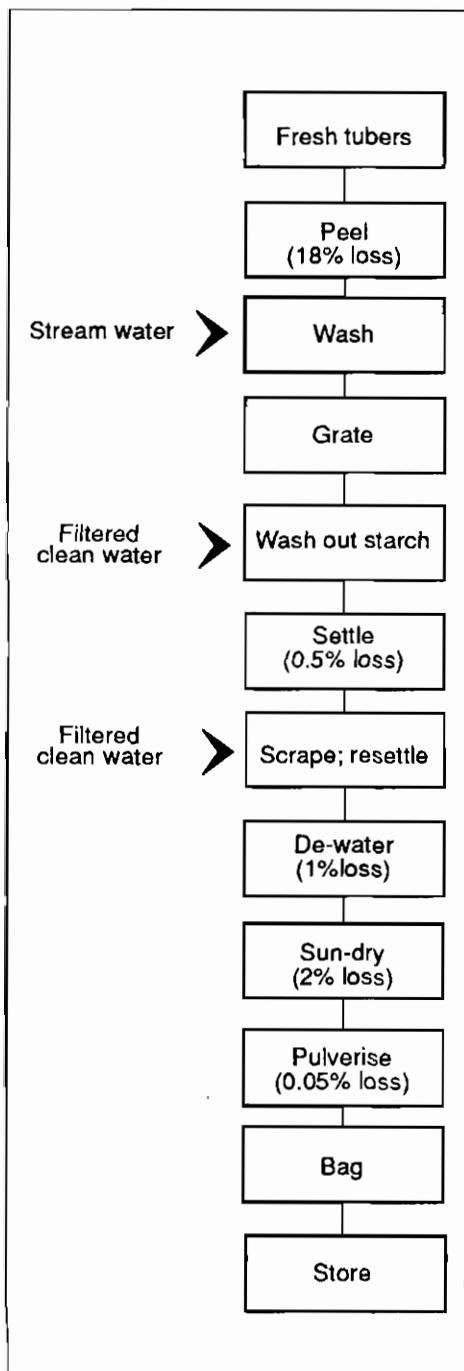 Fresh tubers
Peel
(18% loss)
Stream water
Wash
Grate
Filtered
clean water
Wash out starch
Settle
(0.5% loss)
Filtered
clean water
Scrape; resettle
De-water
(1%loss)
Sun-dry
(2% loss)
Pulverise
(0.05% loss)
Bag
Store